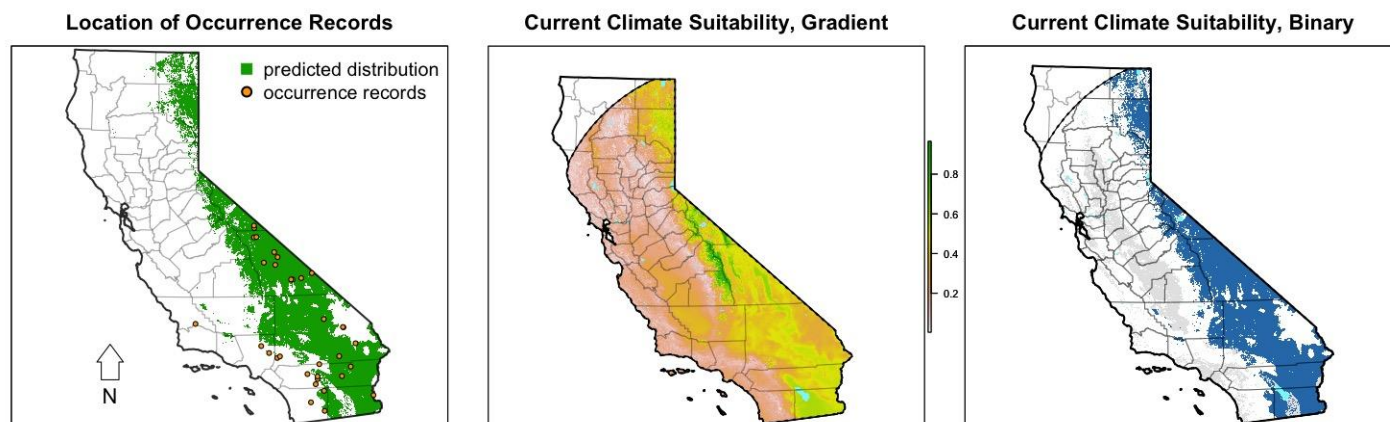 Location of Occurrence Records
predicted distribution
occurrence records
N
Current Climate Suitability, Gradient
0.8
0.6
0.4
0.2
Current Climate Suitability, Binary